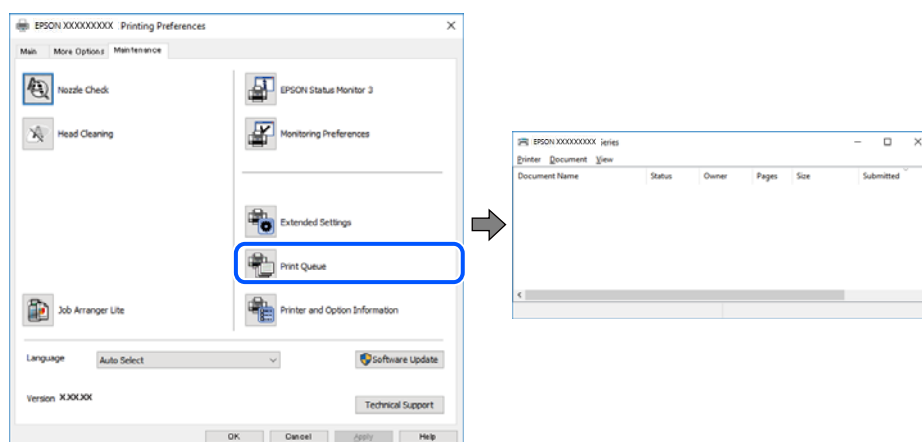 EPSON XXXXXXXXX Printing Preferences
Main More Options Maintenance
Nozzle Check
EPSON Status Monitor 3
Head Cleaning
Monitoring Preferences
Extended Settings
Print Queue
Job Arranger Lite
Printer and Option Information
Language Auto Select
Software Update
Version X.XX.XX
Technical Support
OK Cancel Apply Help
EPSON XXXXXXXXX eries
Printer Document View
Document Name Status Owner Pages Size Submitted